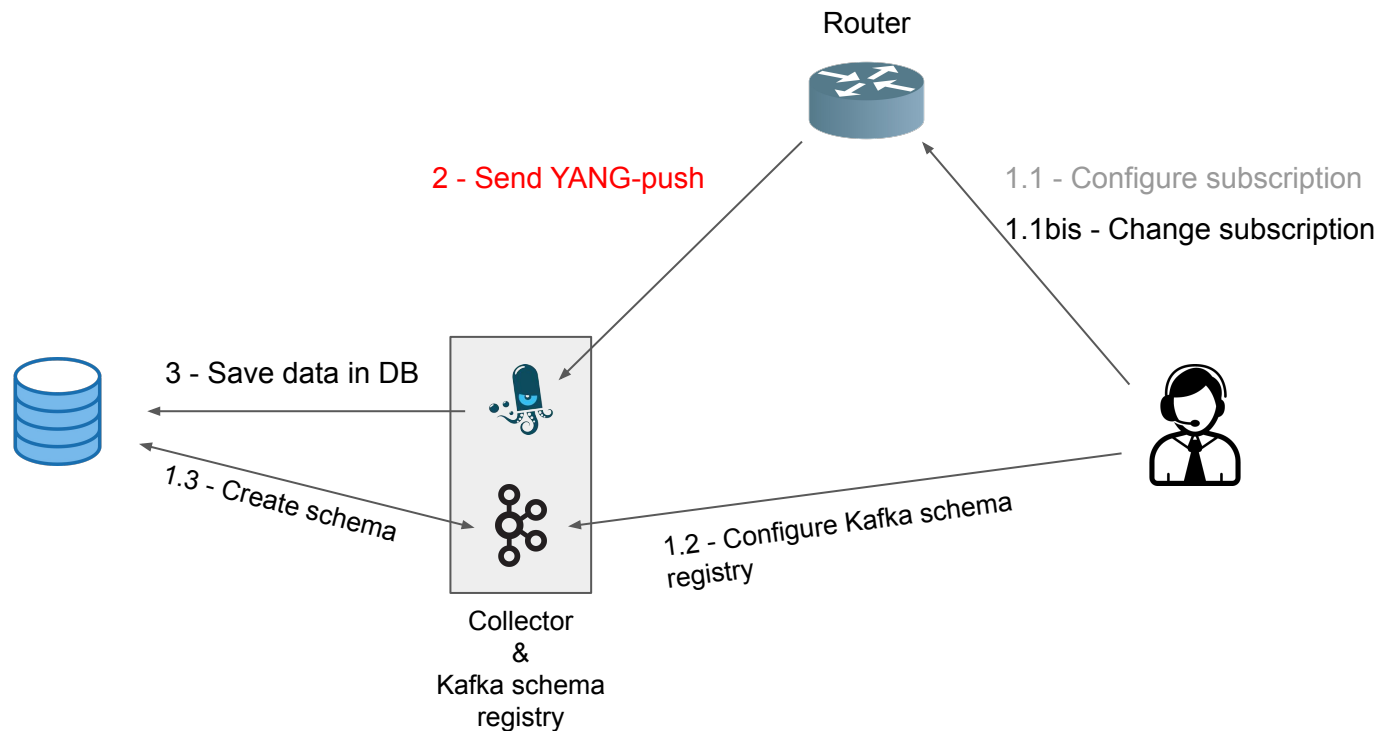 Router
2 - Send YANG-push
1.1 - Configure subscription
1.1bis - Change subscription
3 - Save data in DB
1.3 - Create schema
1.2 - Configure Kafka schema
registry
Collector
&
Kafka schema
registry